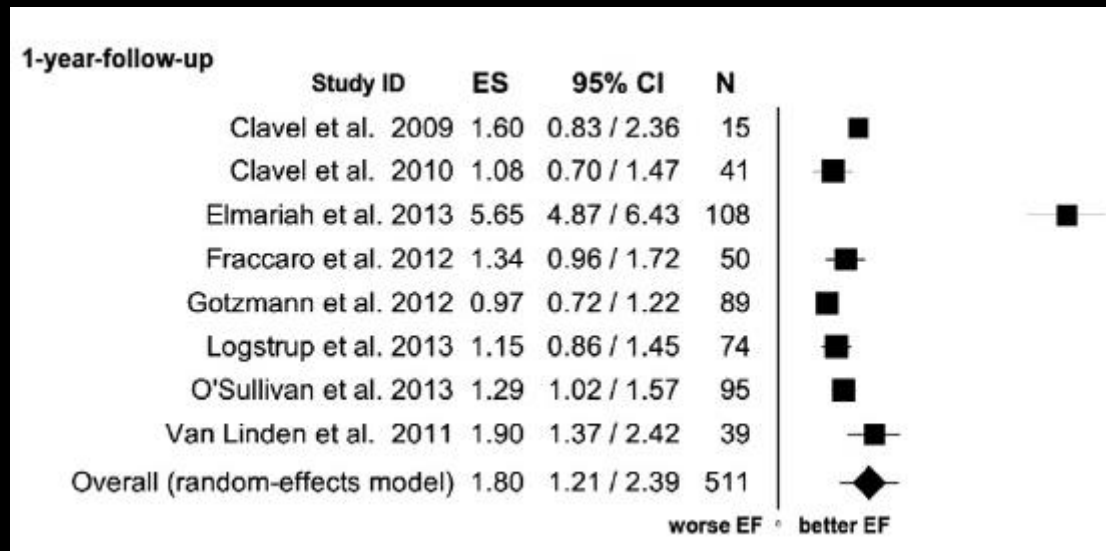 1-year-follow-up
Study ID ES 95% CI N
Clavel et al. 2009 1.60 0.83 / 2.36 15
Clavel et al. 2010 1.08 0.70 / 1.47 41
Elmariah et al. 2013 5.65 4.87 / 6.43 108
Fraccaro et al. 2012 1.34 0.96 / 1.72 50
Gotzmann et al. 2012 0.97 0.72 / 1.22 89
Logstrup et al. 2013 1.15 0.86 / 1.45 74
O'Sullivan et al. 2013 1.29 1.02 / 1.57 95
Van Linden et al. 2011 1.90 1.37 / 2.42 39
Overall (random-effects model) 1.80 1.21 / 2.39 511
worse EF 0 better EF